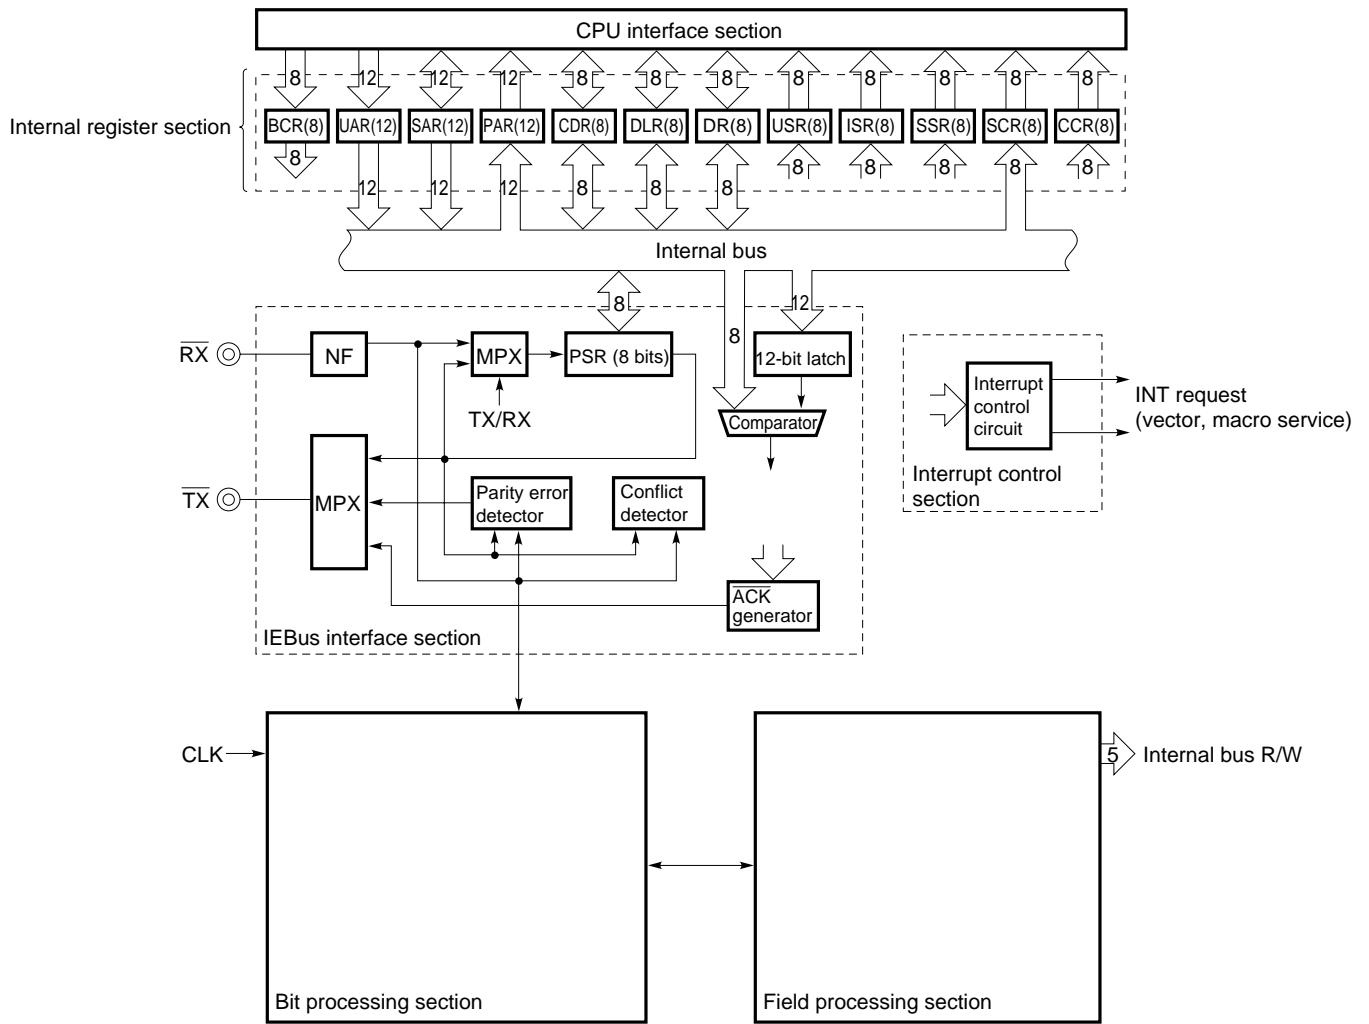 CPU interface section
8 12 12 12 8 8 8 8 8 8 8 8
Internal register section
BCR(8) UAR(12) SAR(12) PAR(12) CDR(8) DLR(8) DR(8) USR(8) ISR(8) SSR(8) SCR(8) CCR(8)
8 8 8 8 8 8
12 12 12 8 8 8
Internal bus
8 12
8
RX
NF
MPX
PSR (8 bits)
12-bit latch
TX/RX
Comparator
Interrupt
control
circuit
INT request
(vector, macro service)
Interrupt control
section
TX
MPX
Parity error
detector
Conflict
detector
ACK
generator
IEBus interface section
CLK
5
Internal bus R/W
Bit processing section
Field processing section